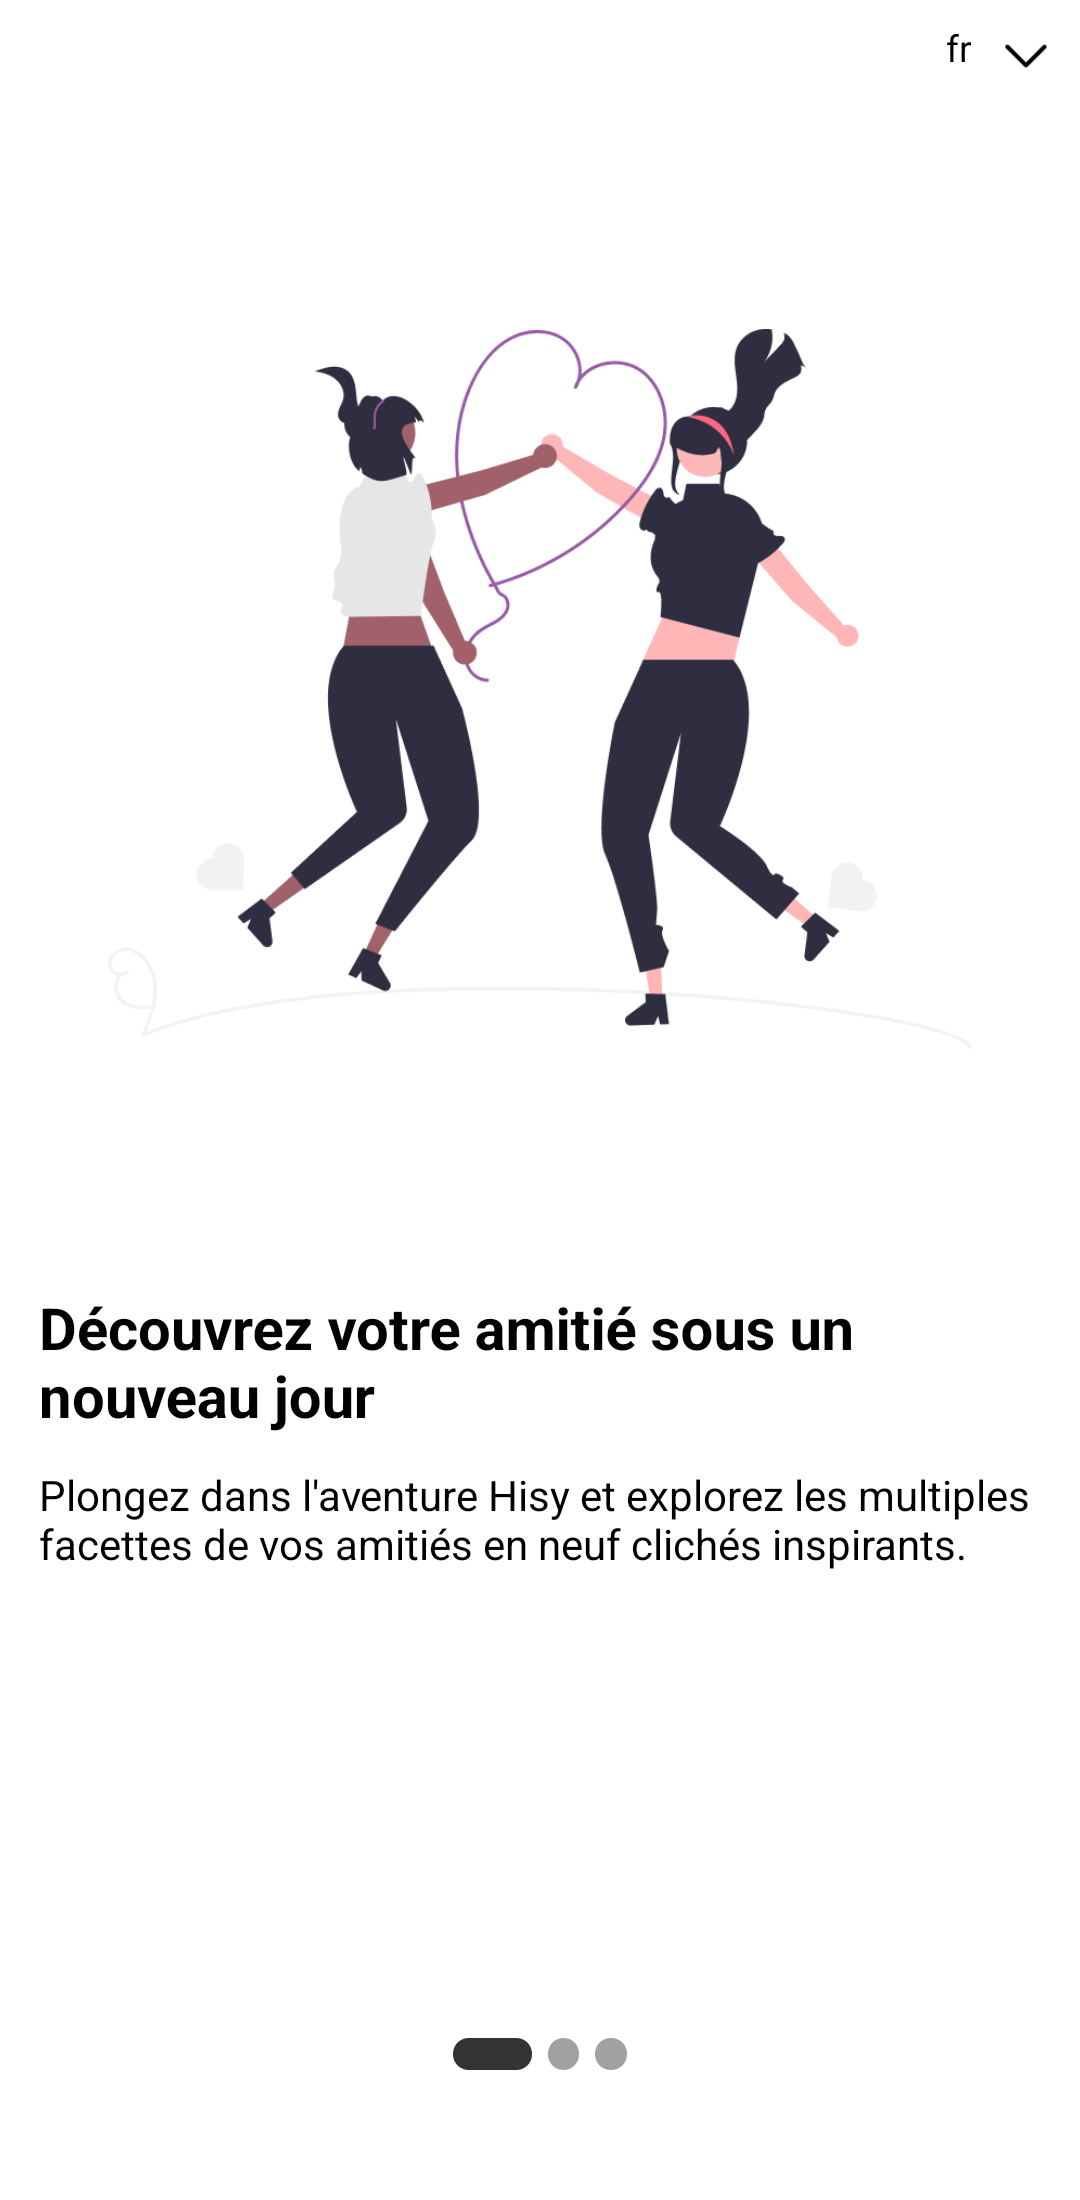 fr
Découvrez votre amitié sous un
nouveau jour
Plongez dans l'aventure Hisy et explorez les multiples
facettes de vos amitiés en neuf clichés inspirants.